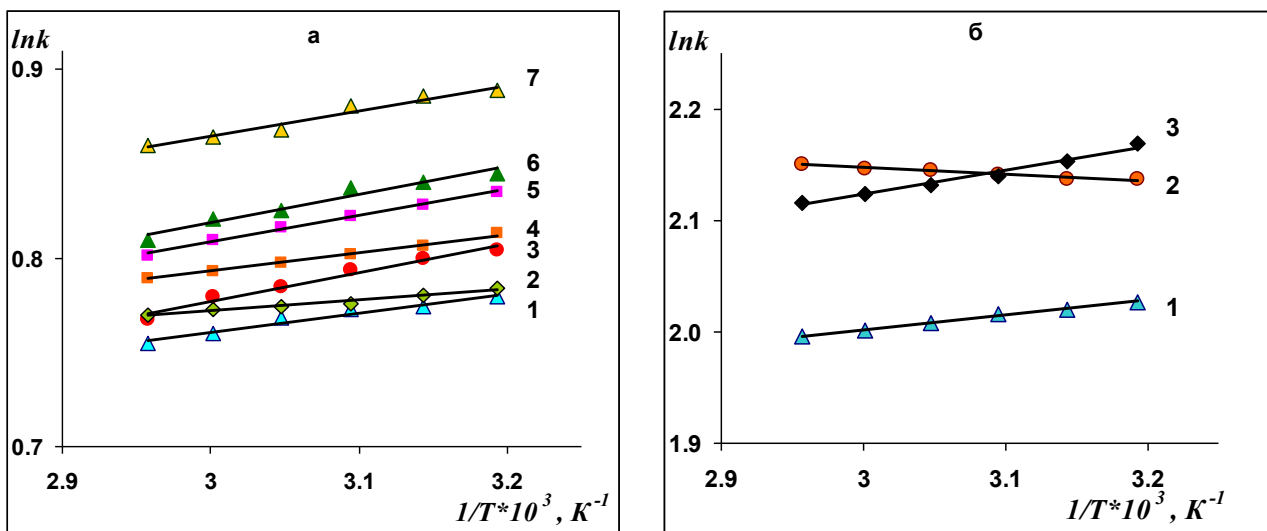 а
lnk
0.9
0.8
0.7
7
6
5
4
3
2
1
2.9 3 3.1 3.2
1/T*10³ , K⁻¹
б
lnk
2.2
2.1
2.0
1.9
3
2
1
2.9 3 3.1 3.2
1/T*10³ , K⁻¹